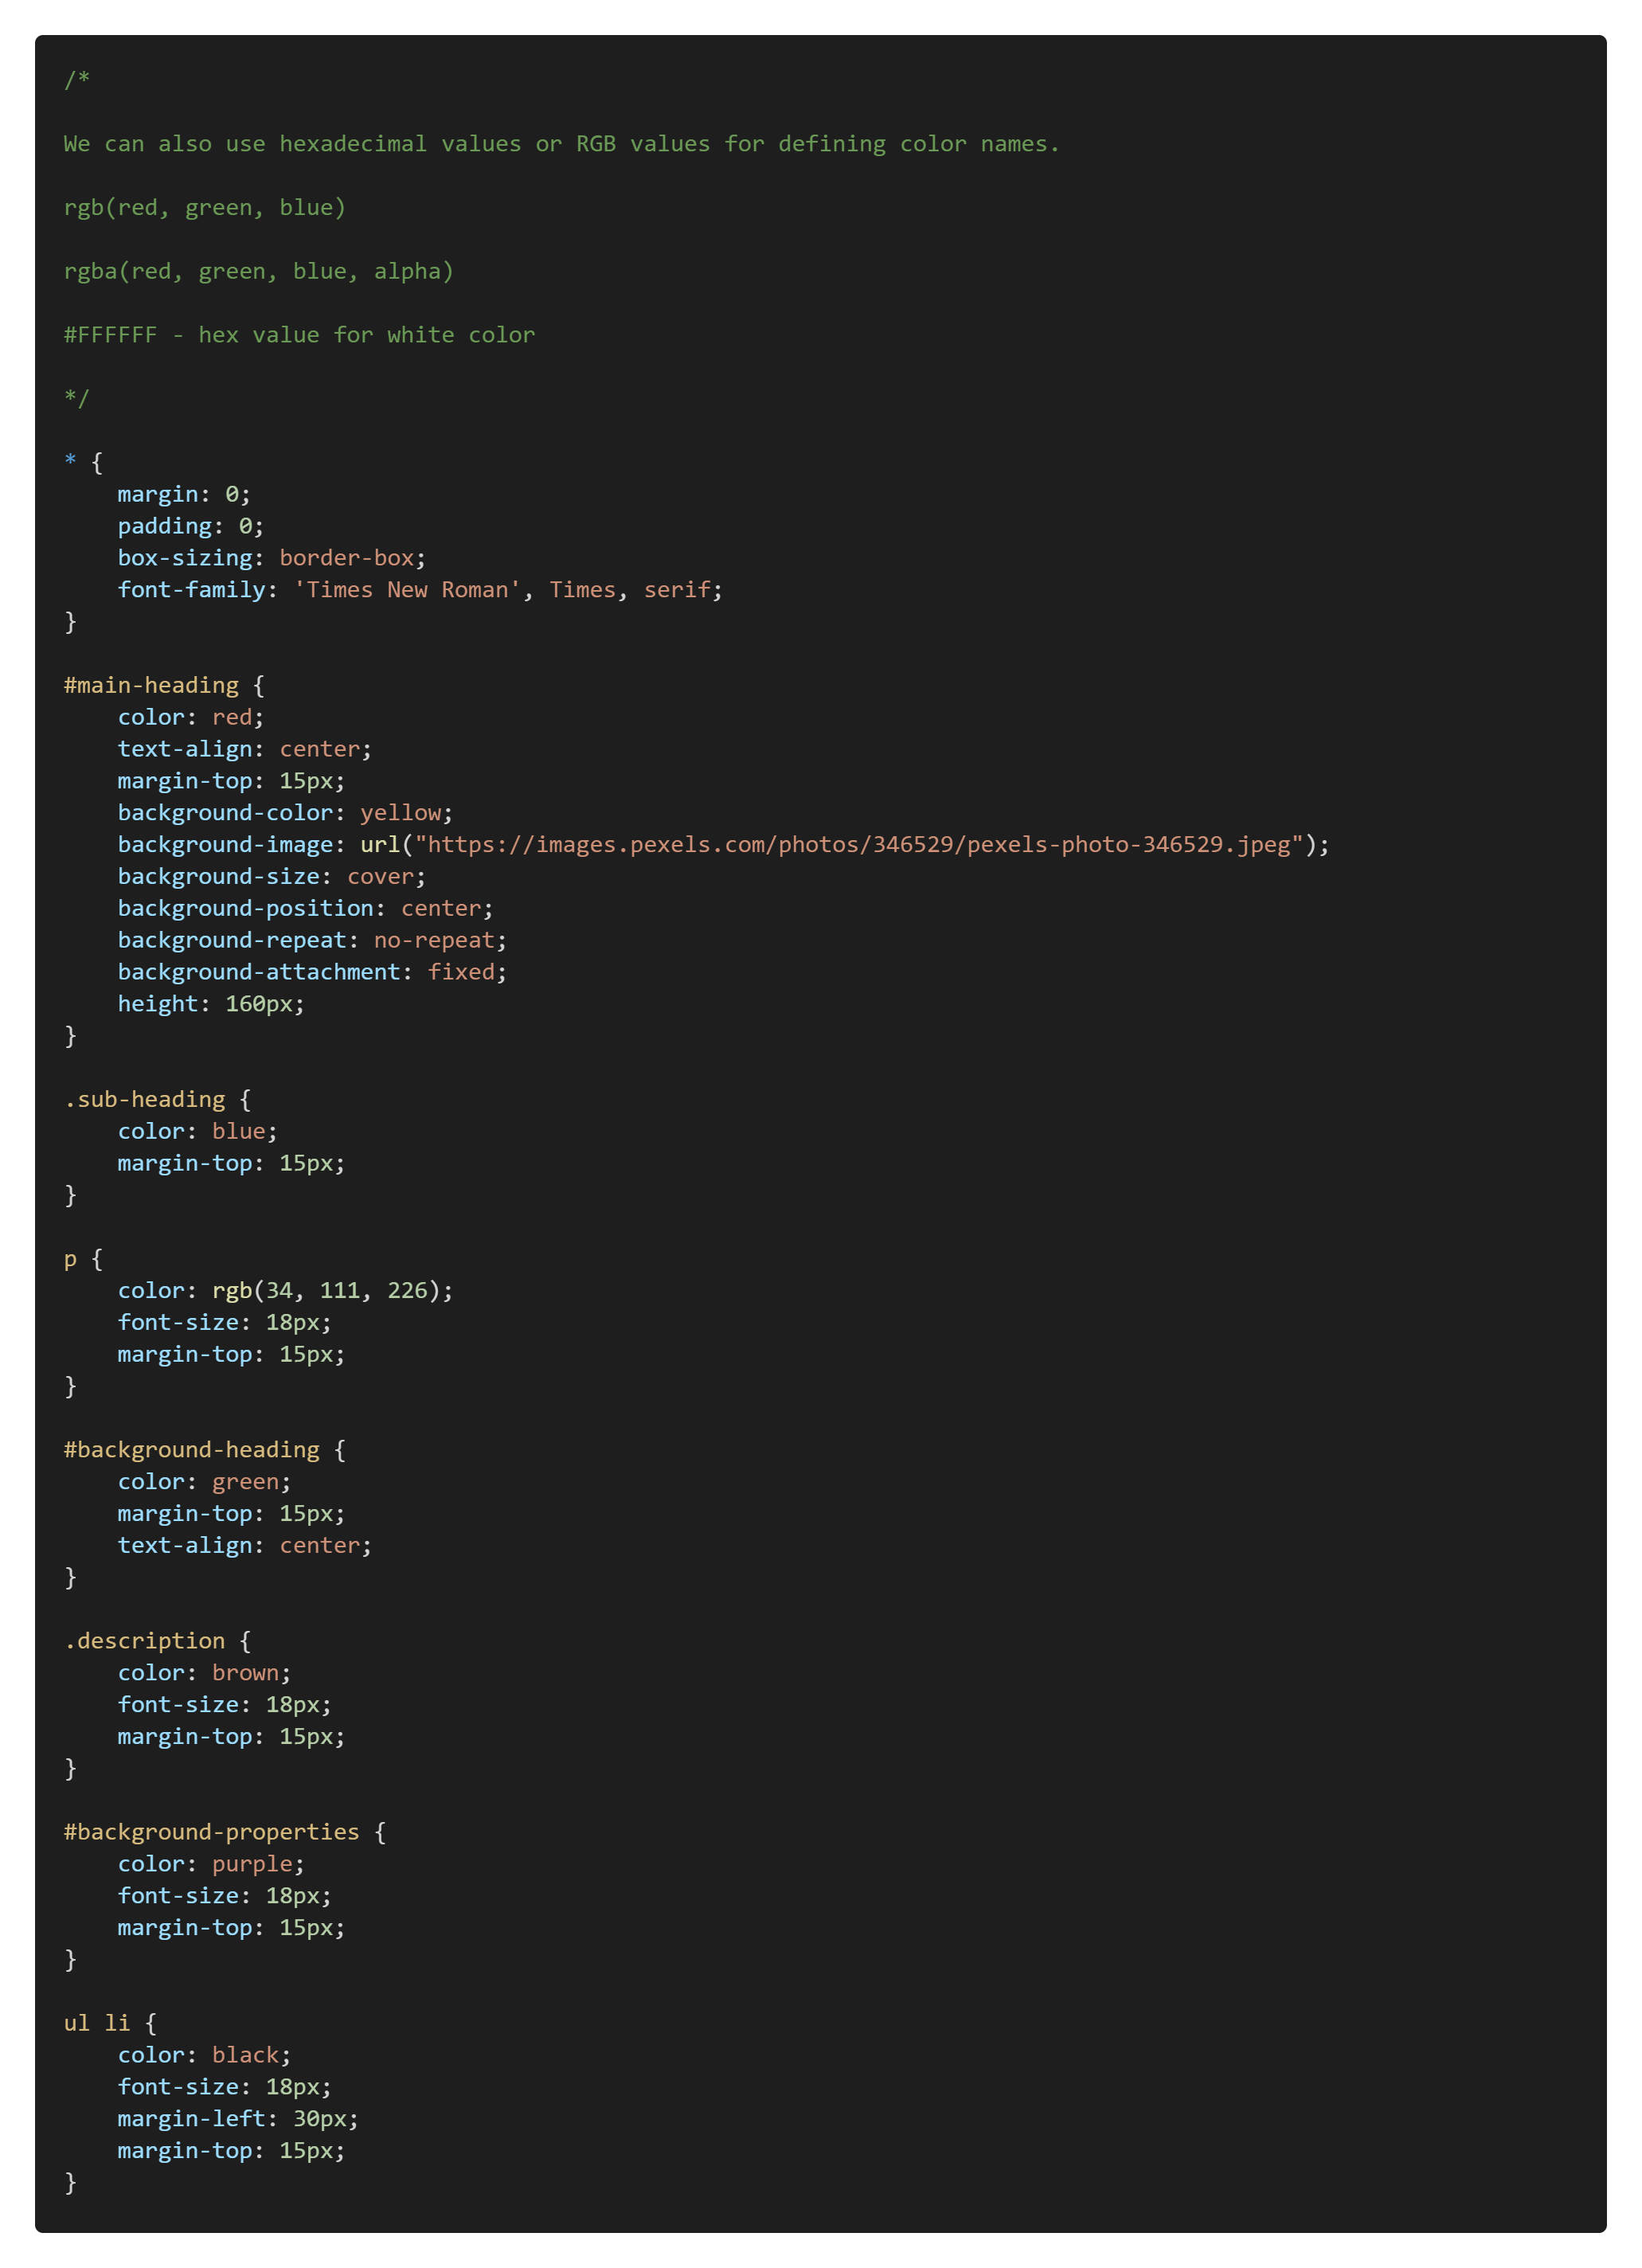 /*
We can also use hexadecimal values or RGB values for defining color names.
rgb(red, green, blue)
rgba(red, green, blue, alpha)
#FFFFFF - hex value for white color
*/
* {
    margin: 0;
    padding: 0;
    box-sizing: border-box;
    font-family: 'Times New Roman', Times, serif;
}
#main-heading {
    color: red;
    text-align: center;
    margin-top: 15px;
    background-color: yellow;
    background-image: url("https://images.pexels.com/photos/346529/pexels-photo-346529.jpeg");
    background-size: cover;
    background-position: center;
    background-repeat: no-repeat;
    background-attachment: fixed;
    height: 160px;
}
.sub-heading {
    color: blue;
    margin-top: 15px;
}
p {
    color: rgb(34, 111, 226);
    font-size: 18px;
    margin-top: 15px;
}
#background-heading {
    color: green;
    margin-top: 15px;
    text-align: center;
}
.description {
    color: brown;
    font-size: 18px;
    margin-top: 15px;
}
#background-properties {
    color: purple;
    font-size: 18px;
    margin-top: 15px;
}
ul li {
    color: black;
    font-size: 18px;
    margin-left: 30px;
    margin-top: 15px;
}